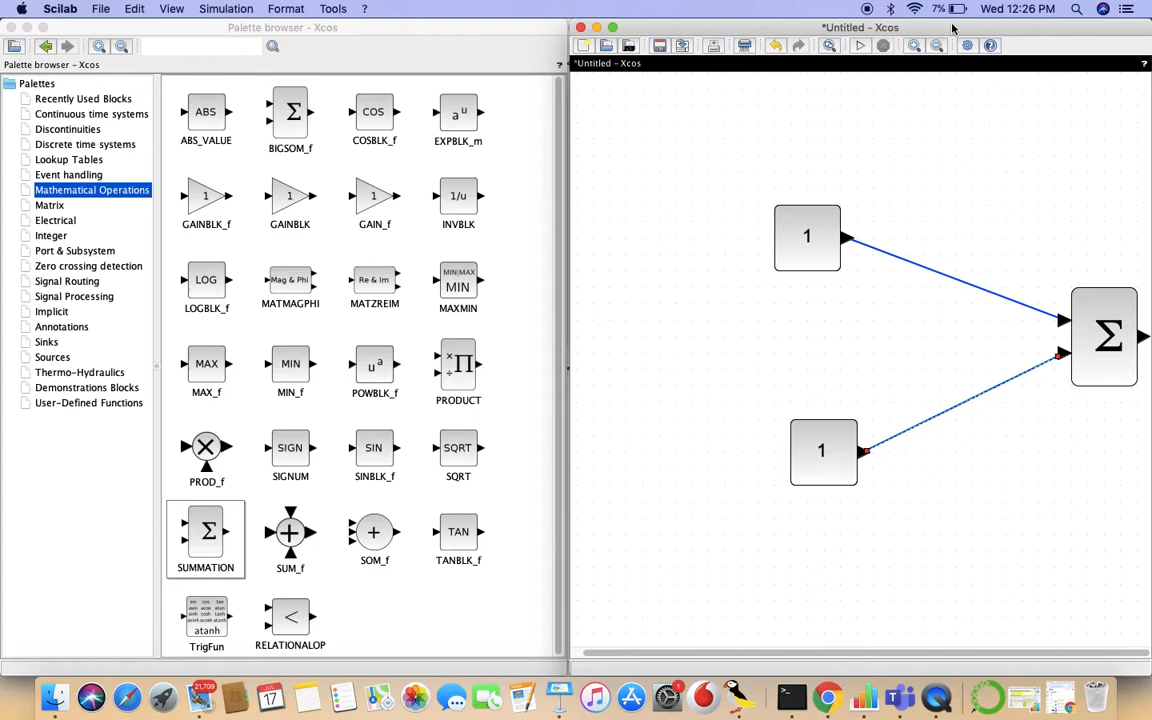 Scilab File Edit View Simulation Format Tools ? 7% Wed 12:26 PM
Palette browser - Xcos
*Untitled - Xcos
Palette browser - Xcos ?
*Untitled - Xcos ?
Palettes
Recently Used Blocks
Continuous time systems
Discontinuities
Discrete time systems
Lookup Tables
Event handling
Mathematical Operations
Matrix
Electrical
Integer
Port & Subsystem
Zero crossing detection
Signal Routing
Signal Processing
Implicit
Annotations
Sinks
Sources
Thermo-Hydraulics
Demonstrations Blocks
User-Defined Functions
ABS Σ COS a^u
ABS_VALUE BIGSOM_f COSBLK_f EXPBLK_m
1 1 1 1/u
GAINBLK_f GAINBLK GAIN_f INVBLK
LOG Mag & Phi Re & Im MIN|MAX MIN
LOGBLK_f MATMAGPHI MATZREIM MAXMIN
MAX MIN u^a × ÷ Π
MAX_f MIN_f POWBLK_f PRODUCT
× SIGN SIN SQRT
PROD_f SIGNUM SINBLK_f SQRT
Σ + + TAN
SUMMATION SUM_f SOM_f TANBLK_f
atanh <
TrigFun RELATIONALOP
1
Σ
1
21,709
JUL
17
1